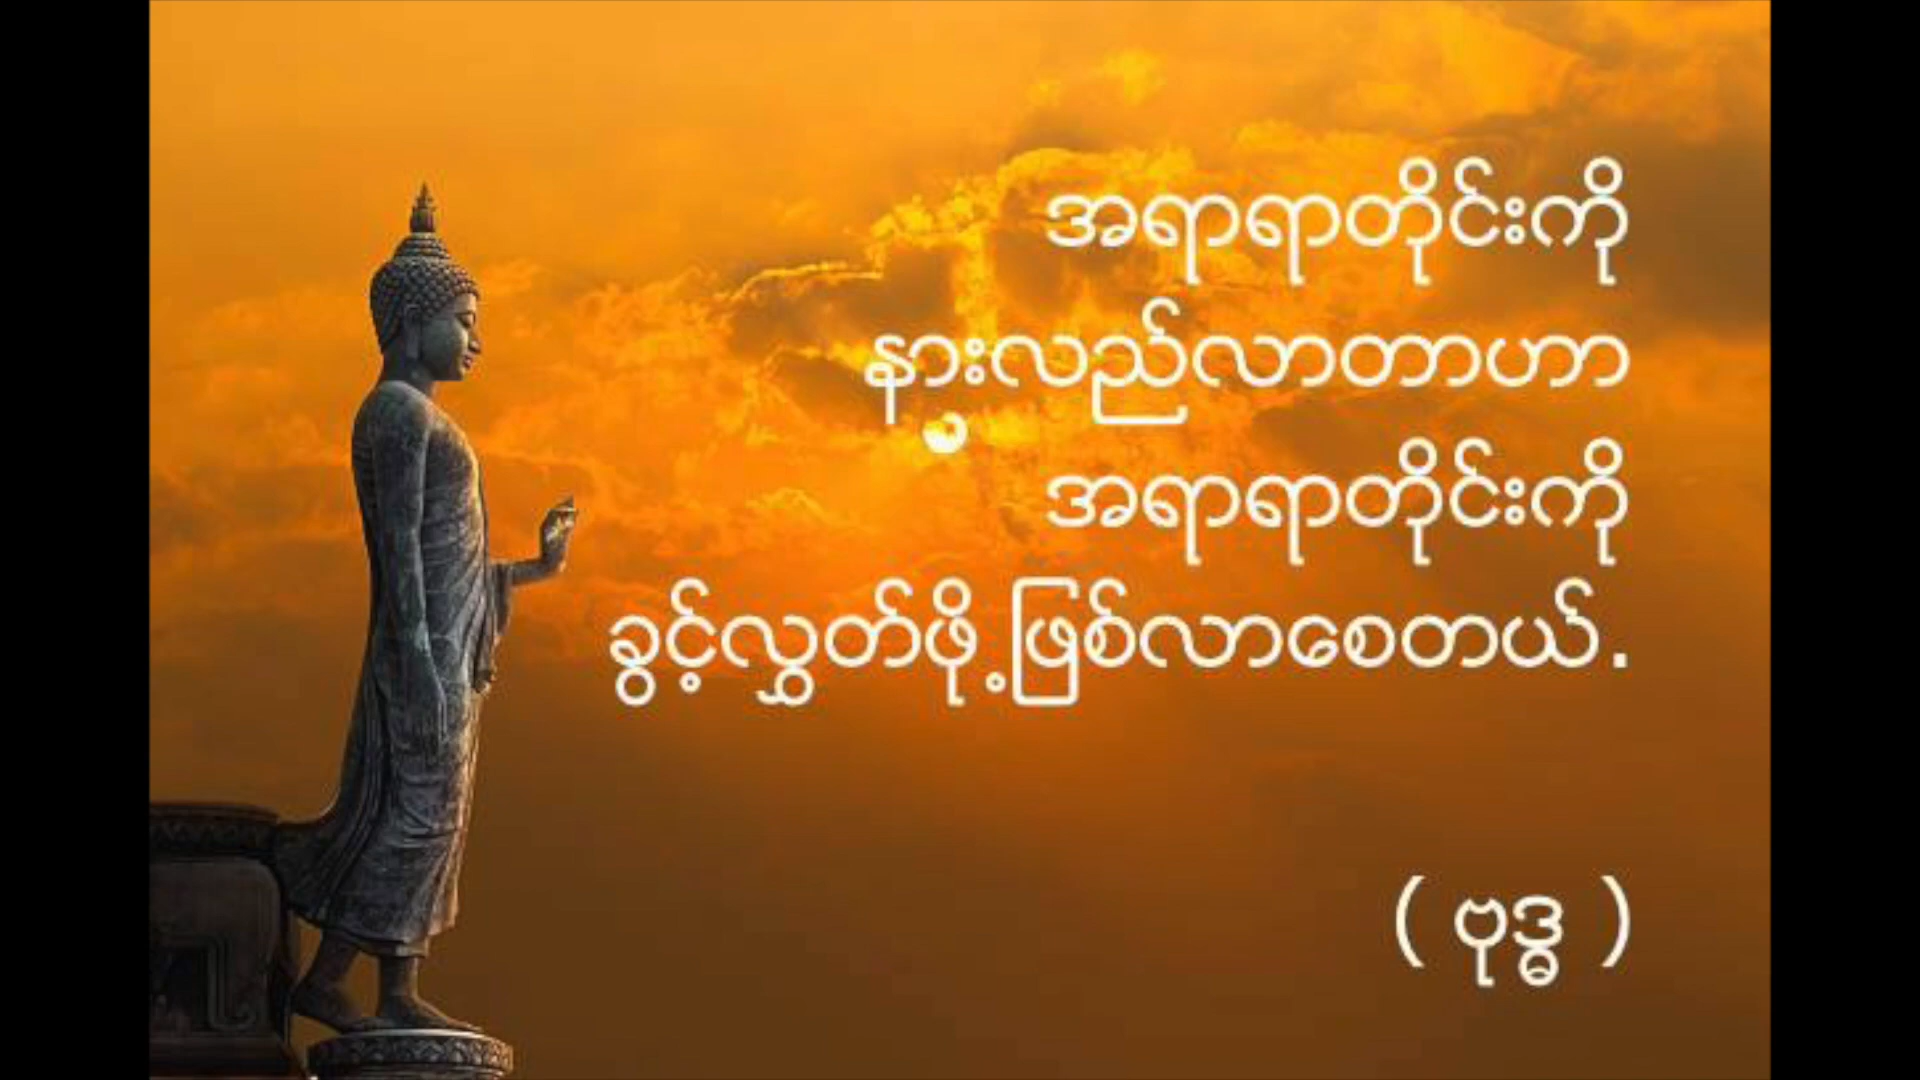 အရာရာတိုင်းကို
နားလည်လာတာဟာ
အရာရာတိုင်းကို
ခွင့်လွှတ်ဖို့ဖြစ်လာစေတယ်.
( ဗုဒ္ဓ )